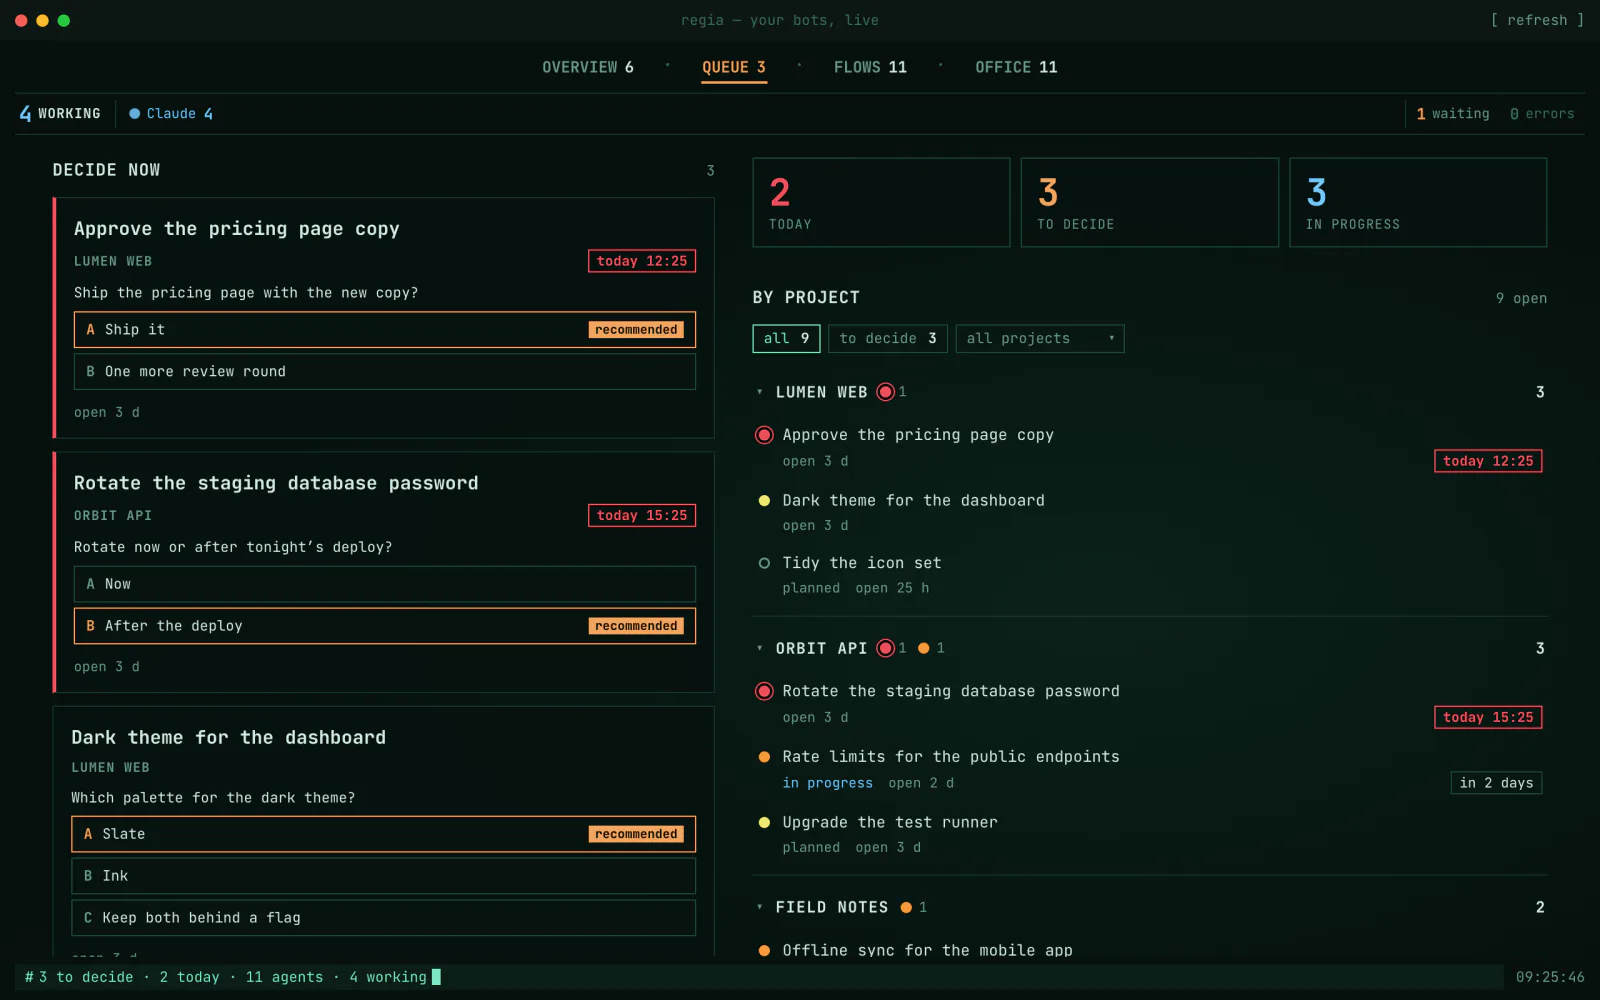 regia — your bots, live
[ refresh ]
OVERVIEW 6 · QUEUE 3 · FLOWS 11 · OFFICE 11
4 WORKING
Claude 4
1 waiting 0 errors
DECIDE NOW 3
Approve the pricing page copy
LUMEN WEB
today 12:25
Ship the pricing page with the new copy?
A Ship it recommended
B One more review round
open 3 d
Rotate the staging database password
ORBIT API
today 15:25
Rotate now or after tonight’s deploy?
A Now
B After the deploy recommended
open 3 d
Dark theme for the dashboard
LUMEN WEB
Which palette for the dark theme?
A Slate recommended
B Ink
C Keep both behind a flag
open 3 d
2
TODAY
3
TO DECIDE
3
IN PROGRESS
BY PROJECT 9 open
all 9
to decide 3
all projects
LUMEN WEB 1 3
Approve the pricing page copy
open 3 d
today 12:25
Dark theme for the dashboard
open 3 d
Tidy the icon set
planned open 25 h
ORBIT API 1 1 3
Rotate the staging database password
open 3 d
today 15:25
Rate limits for the public endpoints
in progress open 2 d
in 2 days
Upgrade the test runner
planned open 3 d
FIELD NOTES 1 2
Offline sync for the mobile app
# 3 to decide · 2 today · 11 agents · 4 working
09:25:46